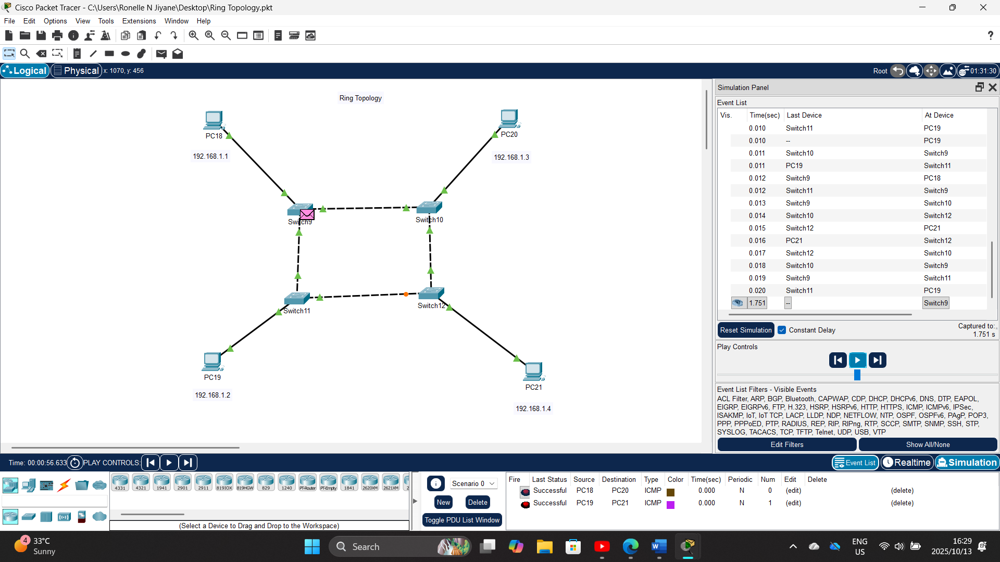 Cisco Packet Tracer - C:\Users\Ronelle N Jiyane\Desktop\Ring Topology.pkt
File Edit Options View Tools Extensions Window Help
?
Logical Physical x: 1070, y: 456 Root 01:31:30
Ring Topology
PC18
192.168.1.1
PC20
192.168.1.3
Switch9
Switch10
Switch11
Switch12
PC19
192.168.1.2
PC21
192.168.1.4
Simulation Panel
Event List
Vis. Time(sec) Last Device At Device
0.010 Switch11 PC19
0.010 -- PC19
0.011 Switch10 Switch9
0.011 PC19 Switch11
0.012 Switch9 PC18
0.012 Switch11 Switch9
0.013 Switch9 Switch10
0.014 Switch10 Switch12
0.015 Switch12 PC21
0.016 PC21 Switch12
0.017 Switch12 Switch10
0.018 Switch10 Switch9
0.019 Switch9 Switch11
0.020 Switch11 PC19
1.751 -- Switch9
Reset Simulation Constant Delay Captured to:
1.751 s
Play Controls
Event List Filters - Visible Events
ACL Filter, ARP, BGP, Bluetooth, CAPWAP, CDP, DHCP, DHCPv6, DNS, DTP, EAPOL,
EIGRP, EIGRPv6, FTP, H.323, HSRP, HSRPv6, HTTP, HTTPS, ICMP, ICMPv6, IPSec,
ISAKMP, IoT, IoT TCP, LACP, LLDP, NDP, NETFLOW, NTP, OSPF, OSPFv6, PAgP, POP3,
PPP, PPPoED, PTP, RADIUS, REP, RIP, RIPng, RTP, SCCP, SMTP, SNMP, SSH, STP,
SYSLOG, TACACS, TCP, TFTP, Telnet, UDP, USB, VTP
Edit Filters Show All/None
Time: 00:00:56.633 PLAY CONTROLS: Event List Realtime Simulation
4331 4321 1941 2901 2911 819IOX 819HGW 829 1240 PT-Router PT-Empty 1841 2620XM 2621XM 2
(Select a Device to Drag and Drop to the Workspace)
Scenario 0
New Delete
Toggle PDU List Window
Fire Last Status Source Destination Type Color Time(sec) Periodic Num Edit Delete
Successful PC18 PC20 ICMP 0.000 N 0 (edit) (delete)
Successful PC19 PC21 ICMP 0.000 N 1 (edit) (delete)
4
33°C
Sunny
Search
ENG
US
16:29
2025/10/13